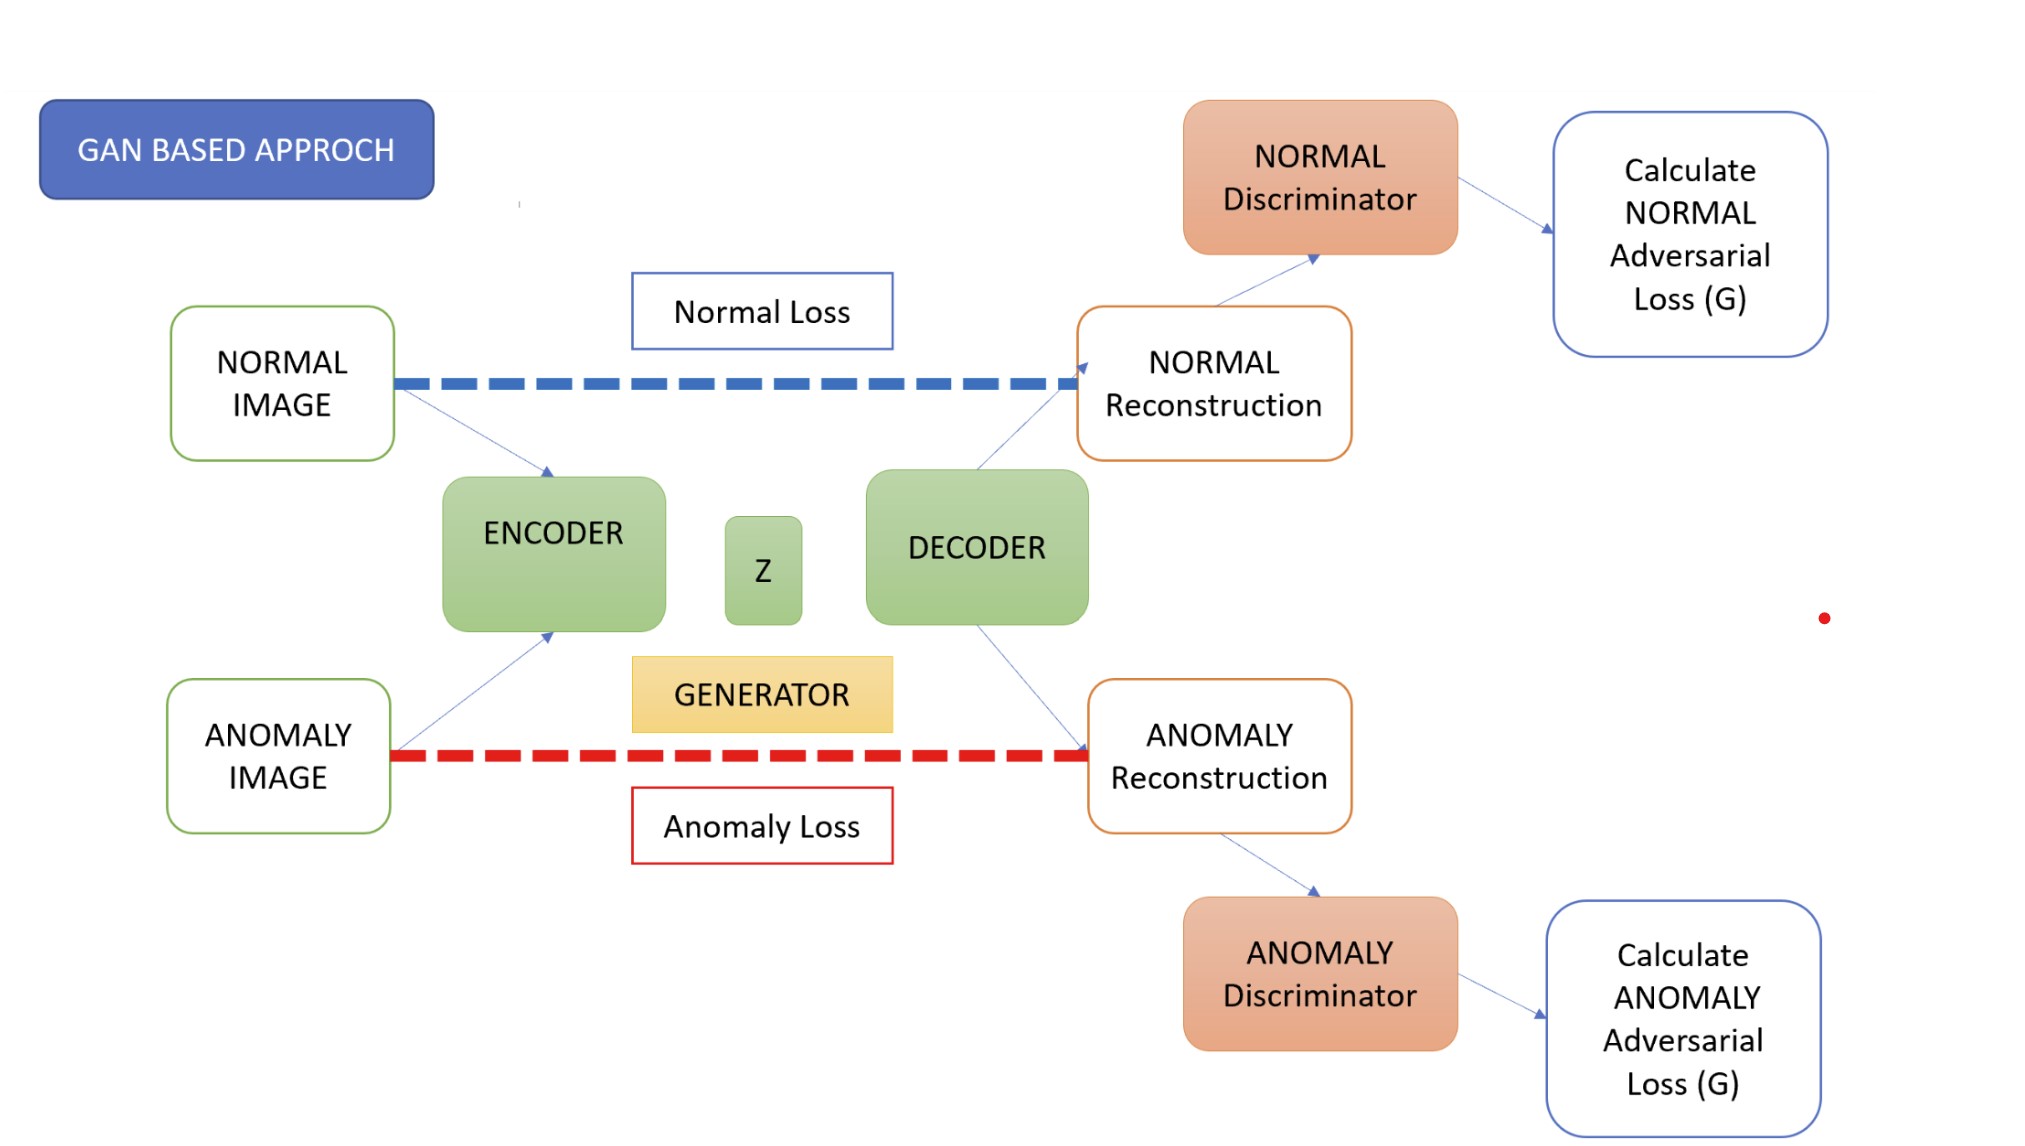 GAN BASED APPROCH
NORMAL
Discriminator
Calculate
NORMAL
Adversarial
Loss (G)
Normal Loss
NORMAL
IMAGE
NORMAL
Reconstruction
ENCODER
Z
DECODER
GENERATOR
ANOMALY
IMAGE
ANOMALY
Reconstruction
Anomaly Loss
ANOMALY
Discriminator
Calculate
ANOMALY
Adversarial
Loss (G)